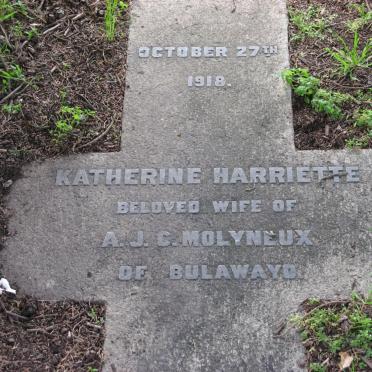 OCTOBER 27TH
1918.
KATHERINE HARRIETTE
BELOVED WIFE OF
A. J. C. MOLYNEUX
OF BULAWAYO.